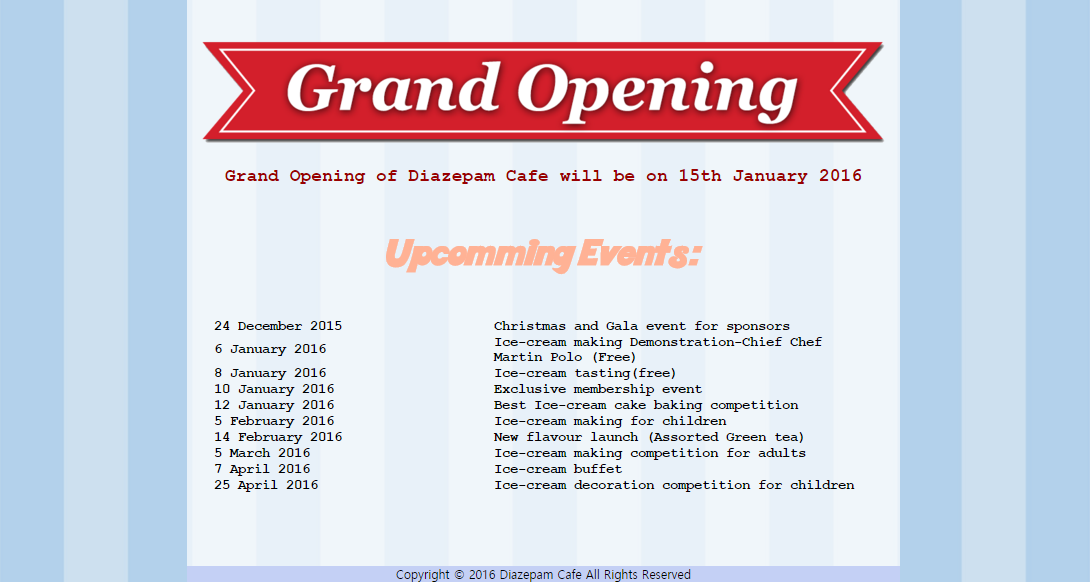 Grand Opening
Grand Opening of Diazepam Cafe will be on 15th January 2016
Upcomming Events:
24 December 2015 Christmas and Gala event for sponsors
6 January 2016 Ice-cream making Demonstration-Chief Chef
Martin Polo (Free)
8 January 2016 Ice-cream tasting(free)
10 January 2016 Exclusive membership event
12 January 2016 Best Ice-cream cake baking competition
5 February 2016 Ice-cream making for children
14 February 2016 New flavour launch (Assorted Green tea)
5 March 2016 Ice-cream making competition for adults
7 April 2016 Ice-cream buffet
25 April 2016 Ice-cream decoration competition for children
Copyright © 2016 Diazepam Cafe All Rights Reserved